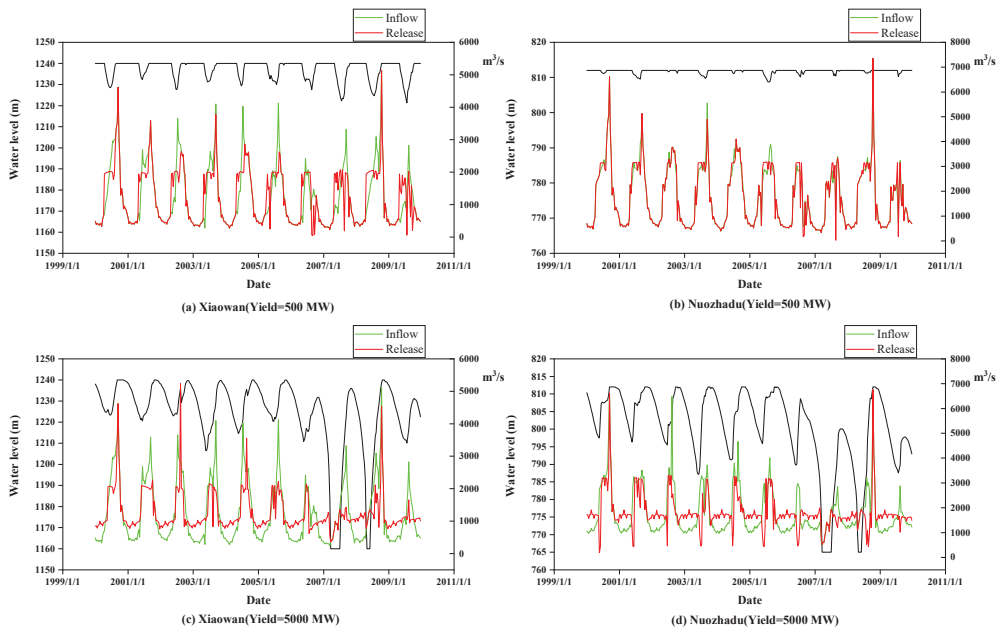 Inflow
Release
1250
1240
1230
1220
1210
1200
1190
1180
1170
1160
1150
Water level (m)
6000
5000
4000
3000
2000
1000
0
m³/s
1999/1/1 2001/1/1 2003/1/1 2005/1/1 2007/1/1 2009/1/1 2011/1/1
Date
(a) Xiaowan(Yield=500 MW)
Inflow
Release
820
810
800
790
780
770
760
Water level (m)
8000
7000
6000
5000
4000
3000
2000
1000
0
m³/s
1999/1/1 2001/1/1 2003/1/1 2005/1/1 2007/1/1 2009/1/1 2011/1/1
Date
(b) Nuozhadu(Yield=500 MW)
Inflow
Release
1250
1240
1230
1220
1210
1200
1190
1180
1170
1160
1150
Water level (m)
6000
5000
4000
3000
2000
1000
0
m³/s
1999/1/1 2001/1/1 2003/1/1 2005/1/1 2007/1/1 2009/1/1 2011/1/1
Date
(c) Xiaowan(Yield=5000 MW)
Inflow
Release
820
815
810
805
800
795
790
785
780
775
770
765
760
Water level (m)
8000
7000
6000
5000
4000
3000
2000
1000
0
m³/s
1999/1/1 2001/1/1 2003/1/1 2005/1/1 2007/1/1 2009/1/1 2011/1/1
Date
(d) Nuozhadu(Yield=5000 MW)